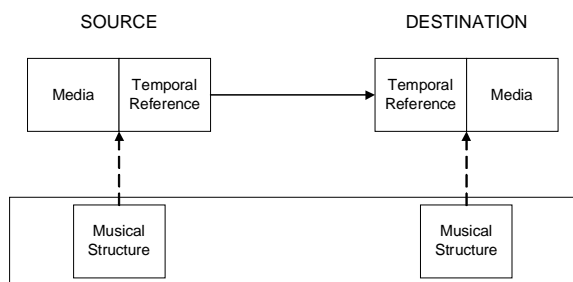 SOURCE
DESTINATION
Media
Temporal
Reference
Temporal
Reference
Media
Musical
Structure
Musical
Structure